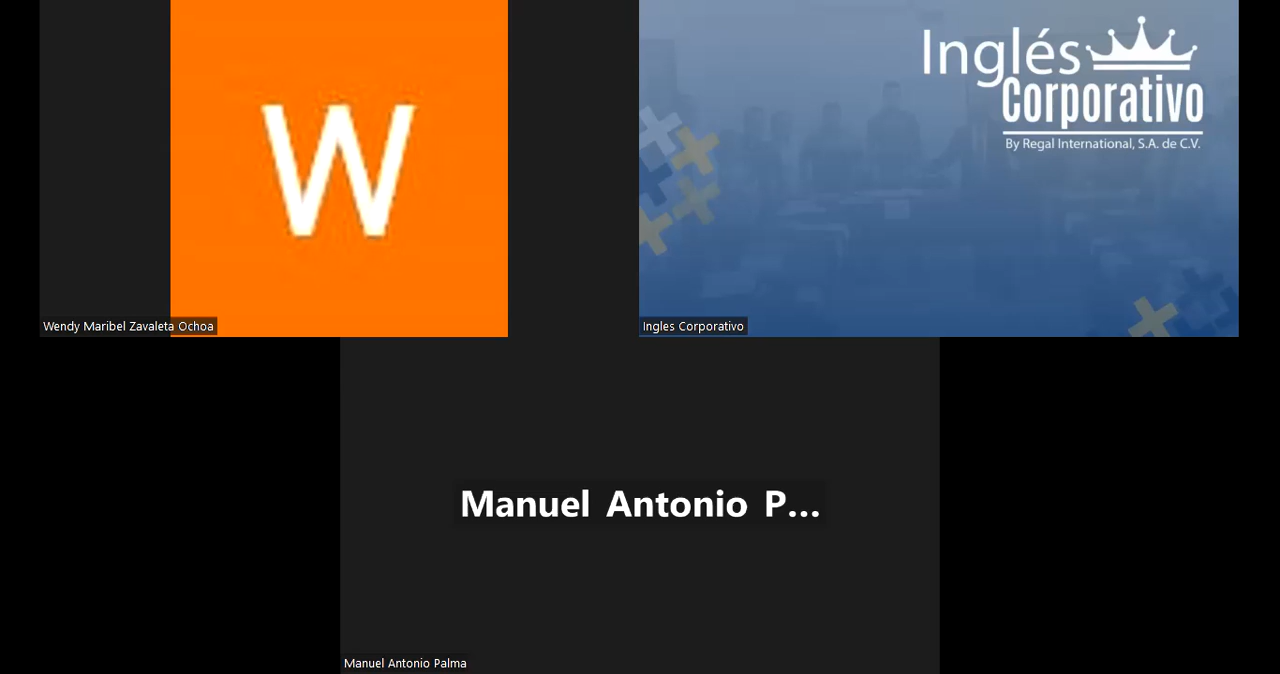 W
Wendy Maribel Zavaleta Ochoa
Inglés
Corporativo
By Regal International, S.A. de C.V.
Ingles Corporativo
Manuel Antonio P...
Manuel Antonio Palma